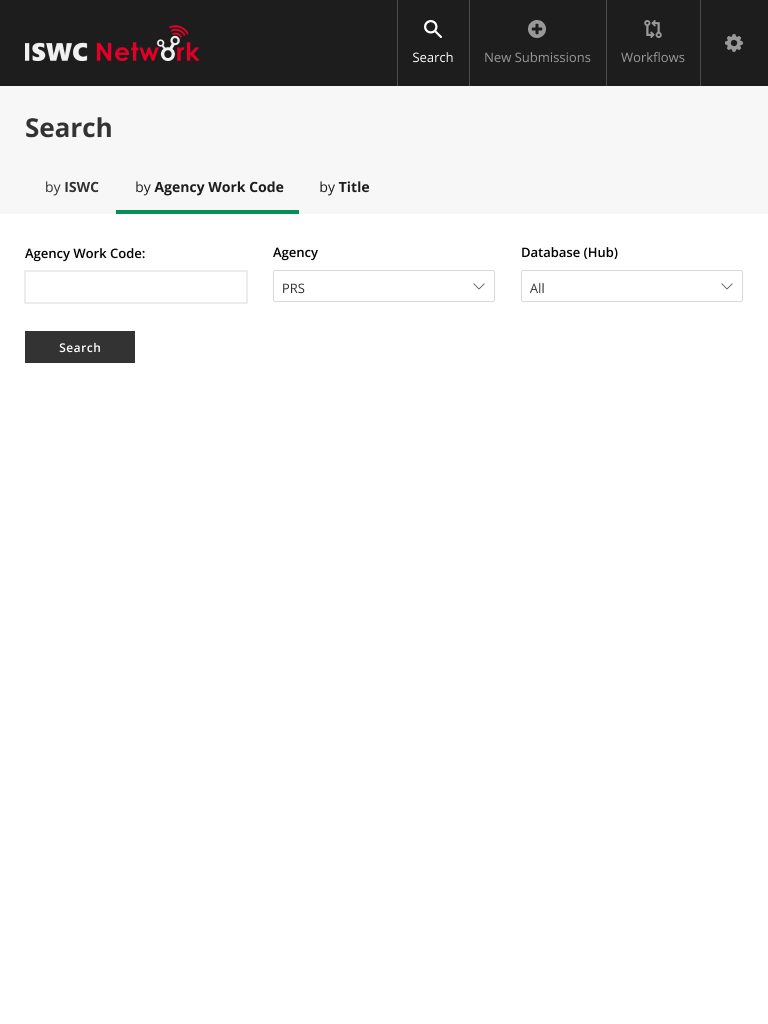 ISWC Network
Search
New Submissions
Workflows
Search
by ISWC
by Agency Work Code
by Title
Agency Work Code:
Agency
Database (Hub)
PRS
All
Search